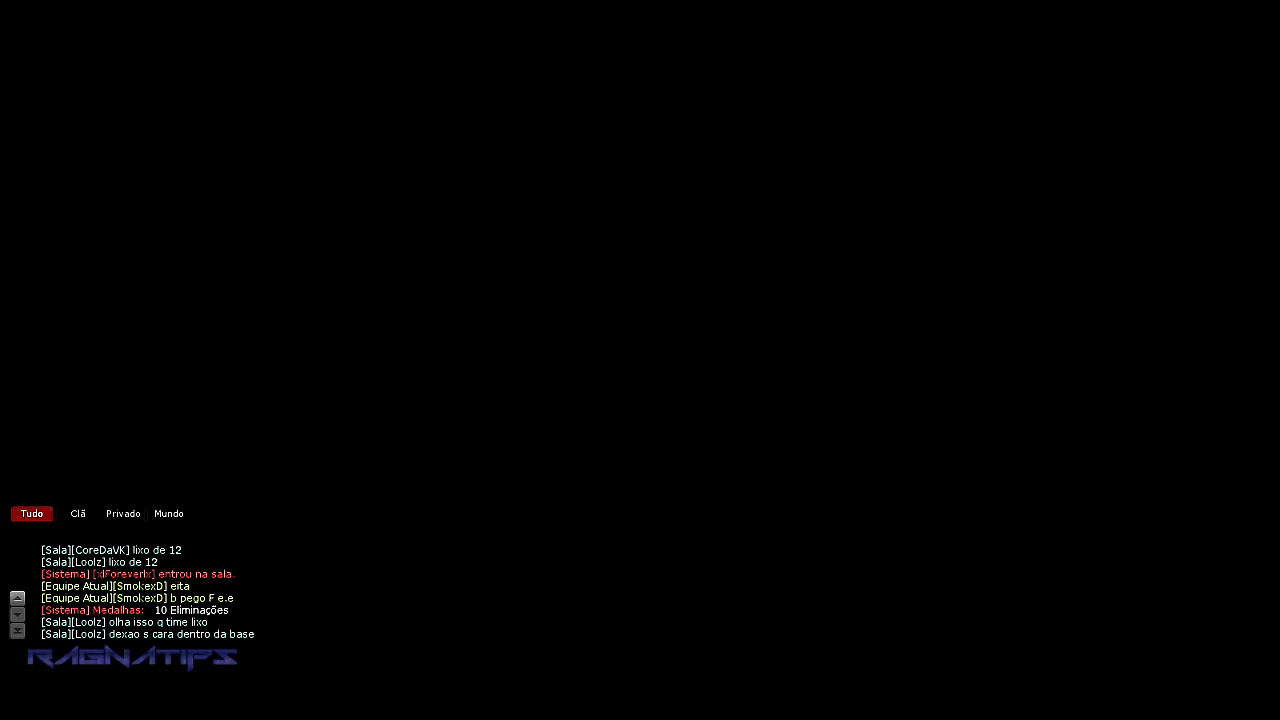 Tudo Clã Privado Mundo
[Sala][CoreDaVK] lixo de 12
[Sala][Loolz] lixo de 12
[Sistema] [xlForeverlx] entrou na sala.
[Equipe Atual][SmokexD] eita
[Equipe Atual][SmokexD] b pego F e.e
[Sistema] Medalhas: 10 Eliminações
[Sala][Loolz] olha isso q time lixo
[Sala][Loolz] dexao s cara dentro da base
RAGNATIPS